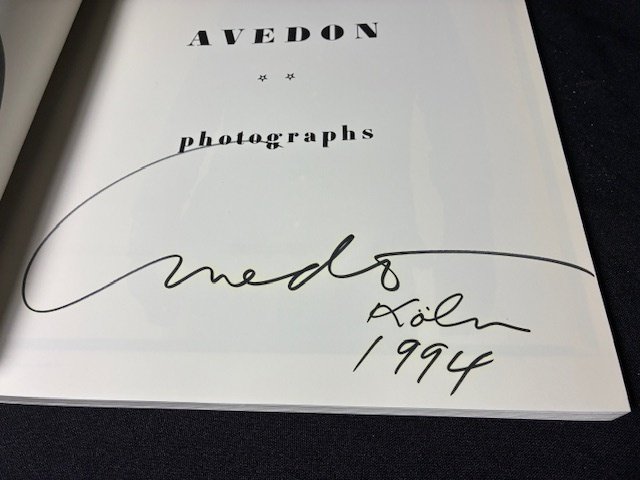 AVEDON
☆ ☆
photographs
Avedon
Köln
1994